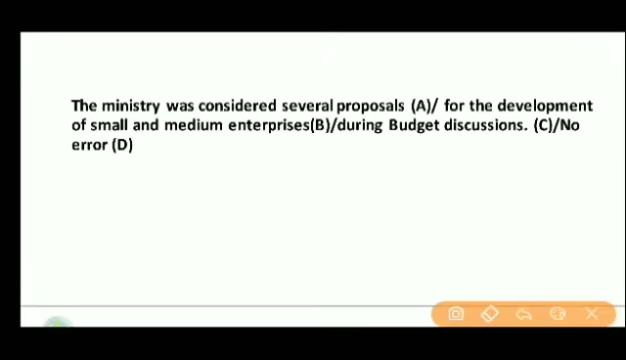 The ministry was considered several proposals (A)/ for the development
of small and medium enterprises(B)/during Budget discussions. (C)/No
error (D)